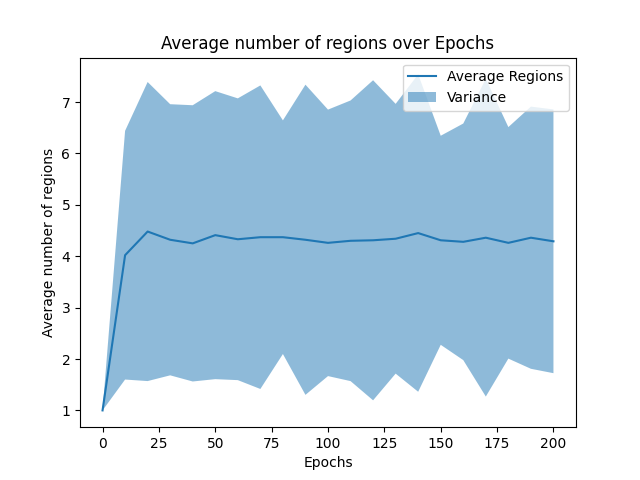 Average number of regions over Epochs
Average Regions
Variance
Average number of regions
7
6
5
4
3
2
1
0 25 50 75 100 125 150 175 200
Epochs